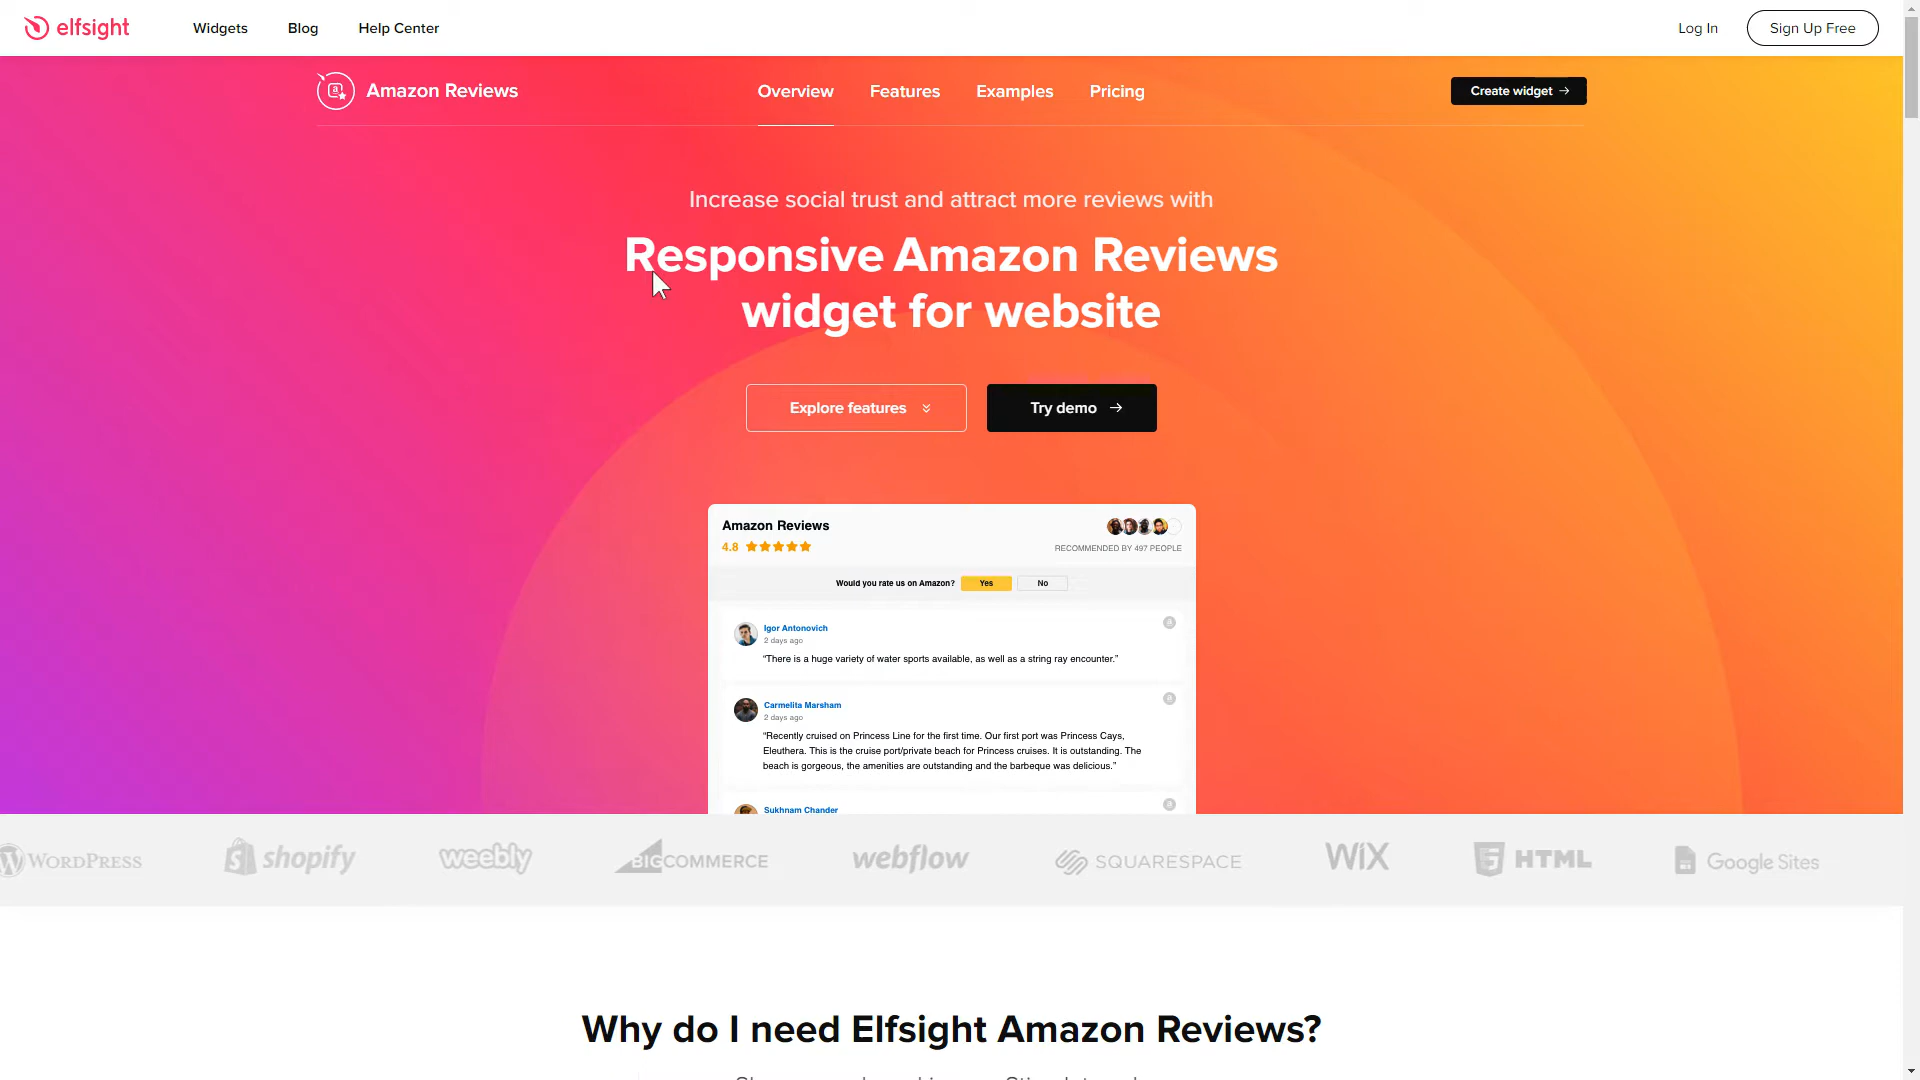 elfsight
Widgets
Blog
Help Center
Log In
Sign Up Free
Amazon Reviews
Overview
Features
Examples
Pricing
Create widget
Increase social trust and attract more reviews with
Responsive Amazon Reviews
widget for website
Explore features
Try demo
Amazon Reviews
4.8
RECOMMENDED BY 497 PEOPLE
Would you rate us on Amazon?
Yes
No
Igor Antonovich
2 days ago
“There is a huge variety of water sports available, as well as a string ray encounter.”
Carmelita Marsham
2 days ago
“Recently cruised on Princess Line for the first time. Our first port was Princess Cays,
Eleuthera. This is the cruise port/private beach for Princess cruises. It is outstanding. The
beach is gorgeous, the amenities are outstanding and the barbeque was delicious.”
Sukhnam Chander
WORDPRESS
shopify
weebly
BIGCOMMERCE
webflow
SQUARESPACE
WIX
HTML
Google Sites
Why do I need Elfsight Amazon Reviews?